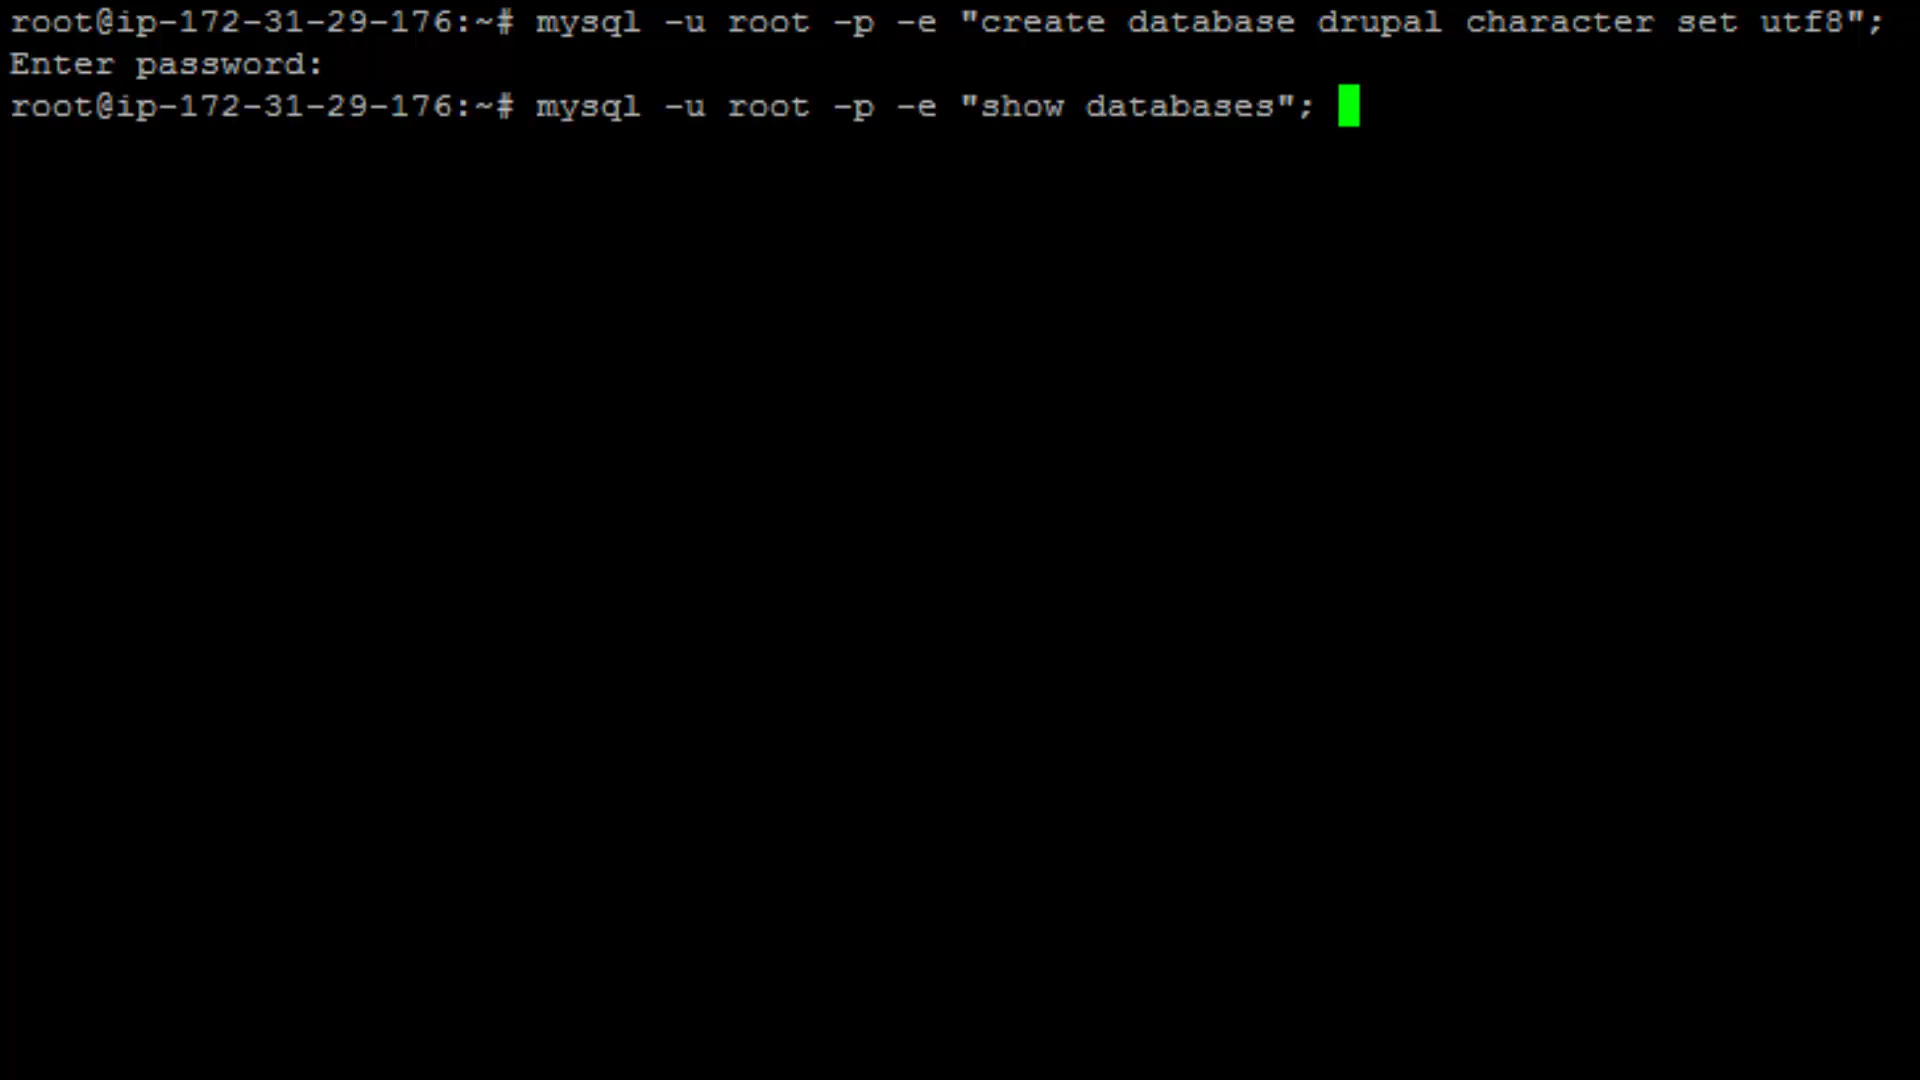 root@ip-172-31-29-176:~# mysql -u root -p -e "create database drupal character set utf8";
Enter password:
root@ip-172-31-29-176:~# mysql -u root -p -e "show databases";